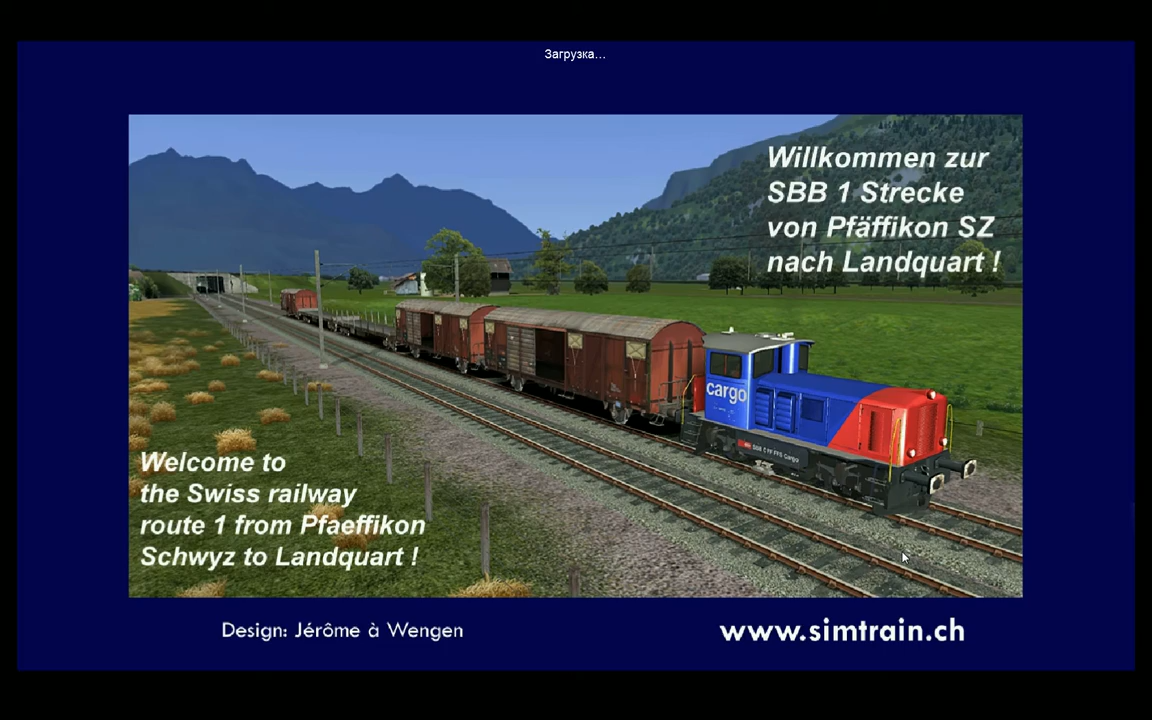 Загрузка...
Willkommen zur
SBB 1 Strecke
von Pfäffikon SZ
nach Landquart !
cargo
Welcome to
the Swiss railway
route 1 from Pfaeffikon
Schwyz to Landquart !
Design: Jérôme à Wengen
www.simtrain.ch